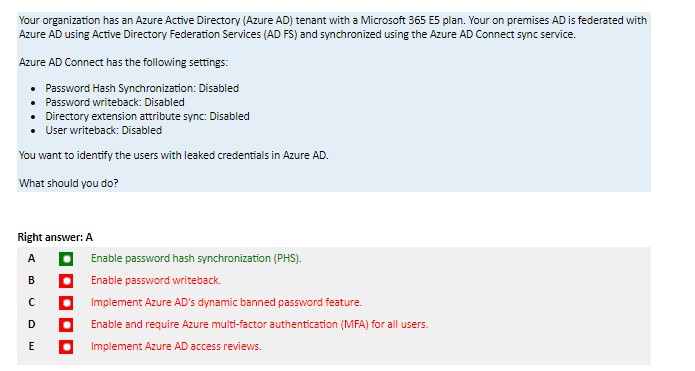 Your organization has an Azure Active Directory (Azure AD) tenant with a Microsoft 365 E5 plan. Your on premises AD is federated with
Azure AD using Active Directory Federation Services (AD FS) and synchronized using the Azure AD Connect sync service.
Azure AD Connect has the following settings:
• Password Hash Synchronization: Disabled
• Password writeback: Disabled
• Directory extension attribute sync: Disabled
• User writeback: Disabled
You want to identify the users with leaked credentials in Azure AD.
What should you do?
Right answer: A
A Enable password hash synchronization (PHS).
B Enable password writeback.
C Implement Azure AD's dynamic banned password feature.
D Enable and require Azure multi-factor authentication (MFA) for all users.
E Implement Azure AD access reviews.